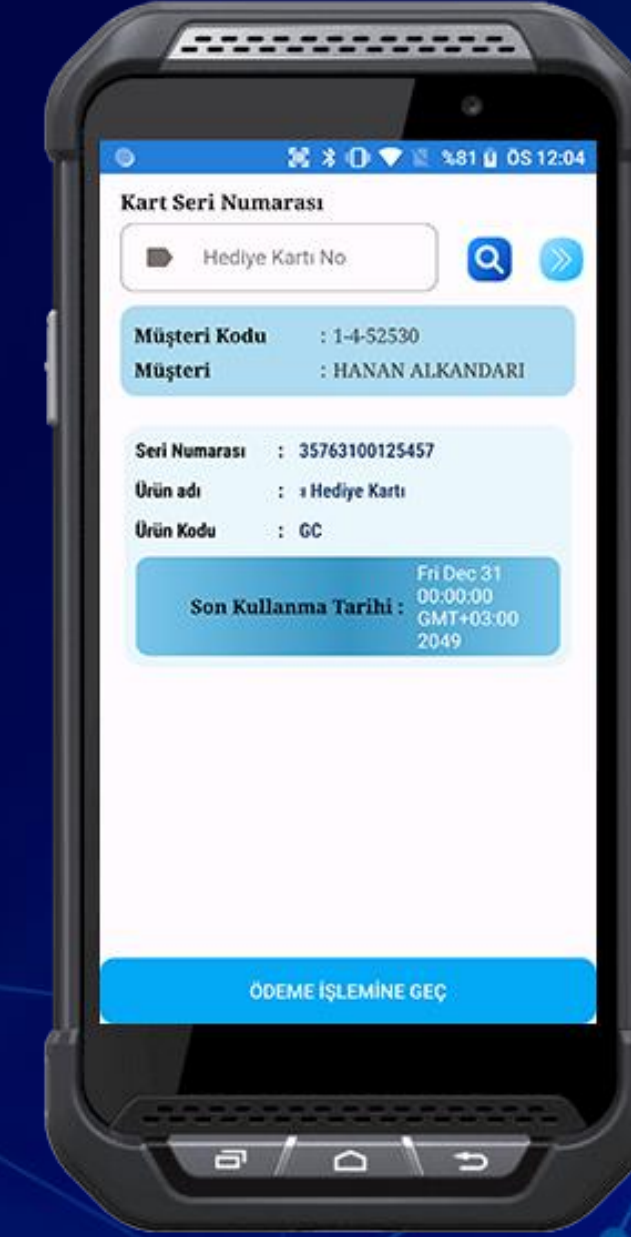 %81 ÖS 12:04
Kart Seri Numarası
Hediye Kartı No
Müşteri Kodu : 1-4-52530
Müşteri : HANAN ALKANDARI
Seri Numarası : 35763100125457
Ürün adı : Hediye Kartı
Ürün Kodu : GC
Son Kullanma Tarihi :
Fri Dec 31
00:00:00
GMT+03:00
2049
ÖDEME İŞLEMİNE GEÇ